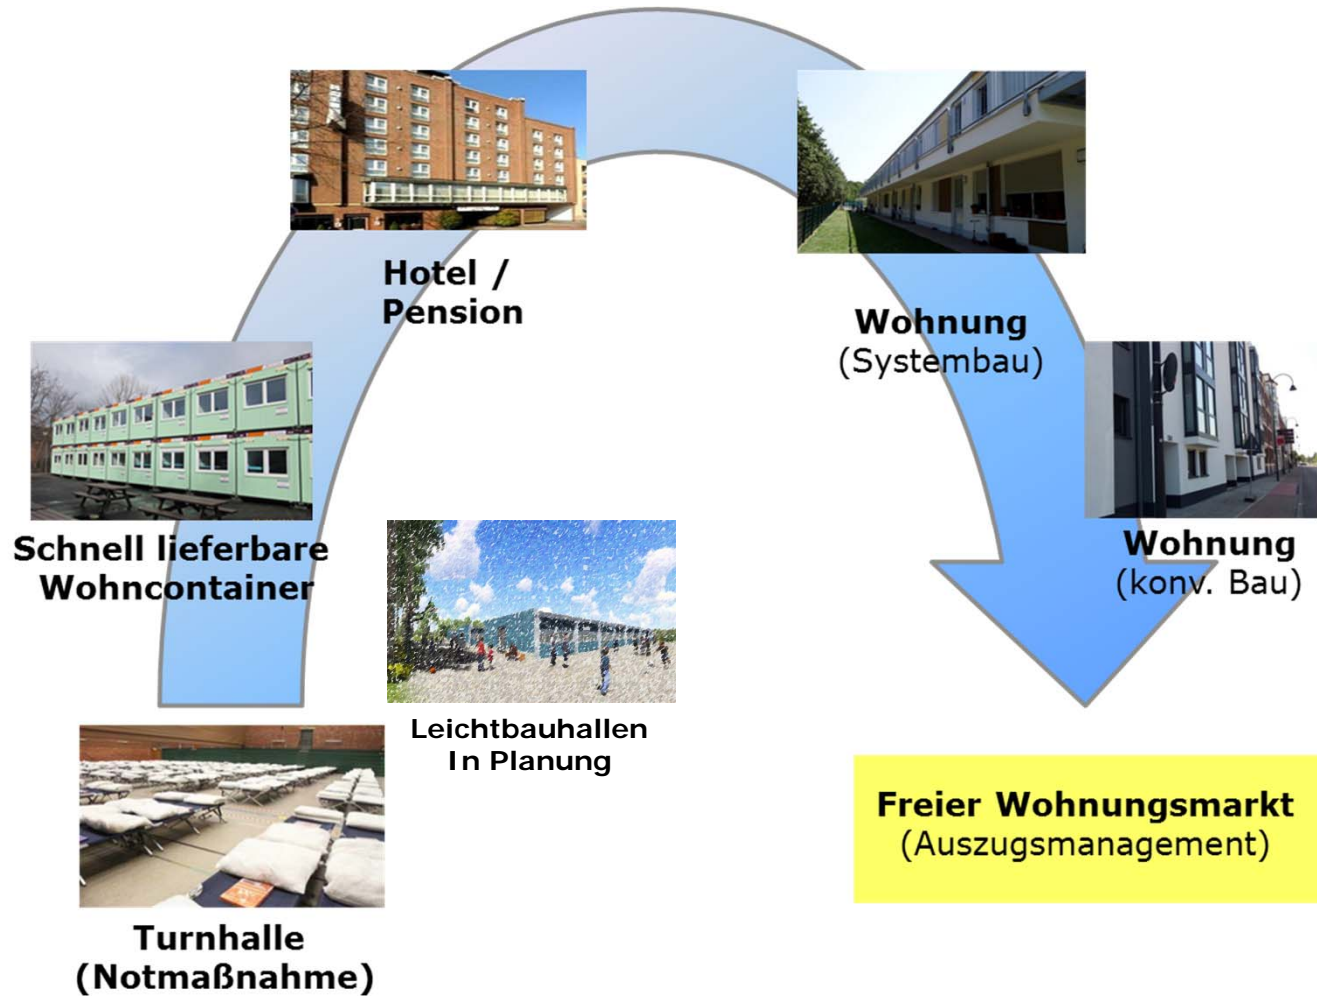 Hotel /
Pension
Wohnung
(Systembau)
Schnell lieferbare
Wohncontainer
Wohnung
(konv. Bau)
Leichtbauhallen
In Planung
Freier Wohnungsmarkt
(Auszugsmanagement)
Turnhalle
(Notmaßnahme)